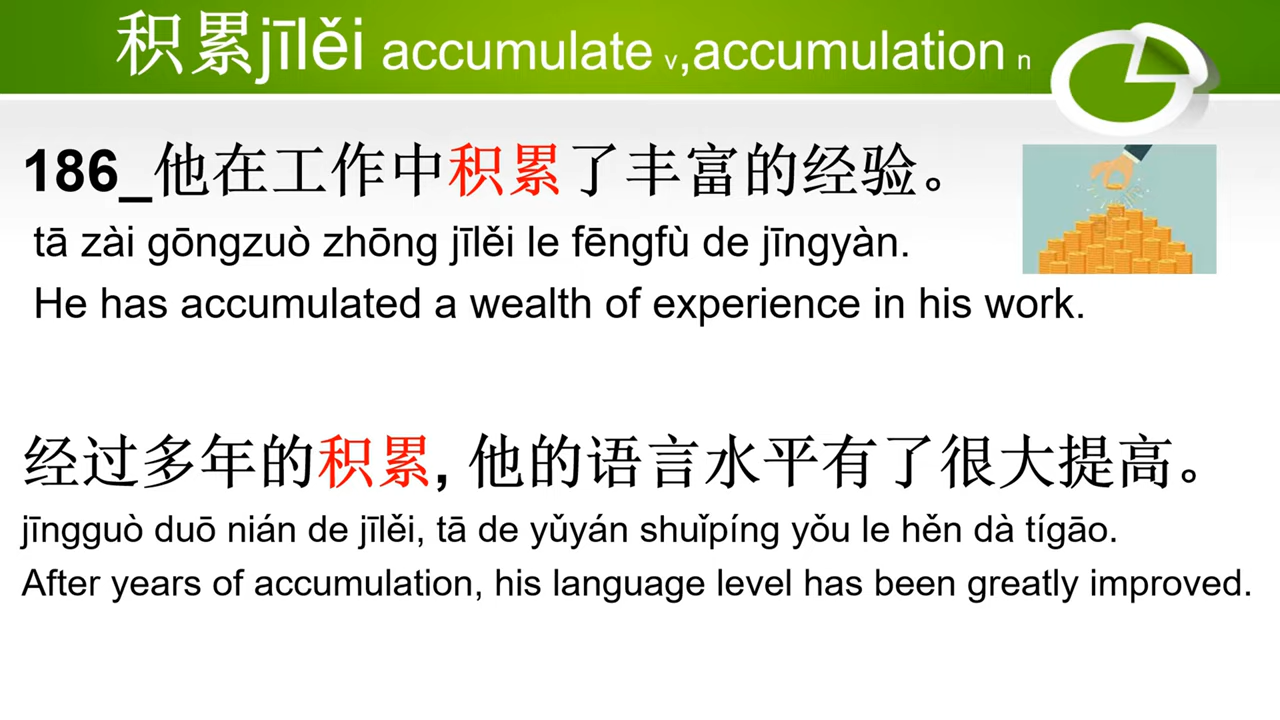 积累jīlěi accumulate v,accumulation n
186_他在工作中积累了丰富的经验。
tā zài gōngzuò zhōng jīlěi le fēngfù de jīngyàn.
He has accumulated a wealth of experience in his work.
经过多年的积累, 他的语言水平有了很大提高。
jīngguò duō nián de jīlěi, tā de yǔyán shuǐpíng yǒu le hěn dà tígāo.
After years of accumulation, his language level has been greatly improved.